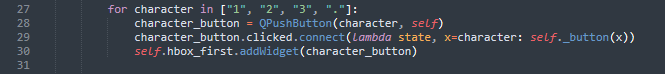 27 for character in ["1", "2", "3", "."]:
28 character_button = QPushButton(character, self)
29 character_button.clicked.connect(lambda state, x=character: self._button(x))
30 self.hbox_first.addWidget(character_button)
31